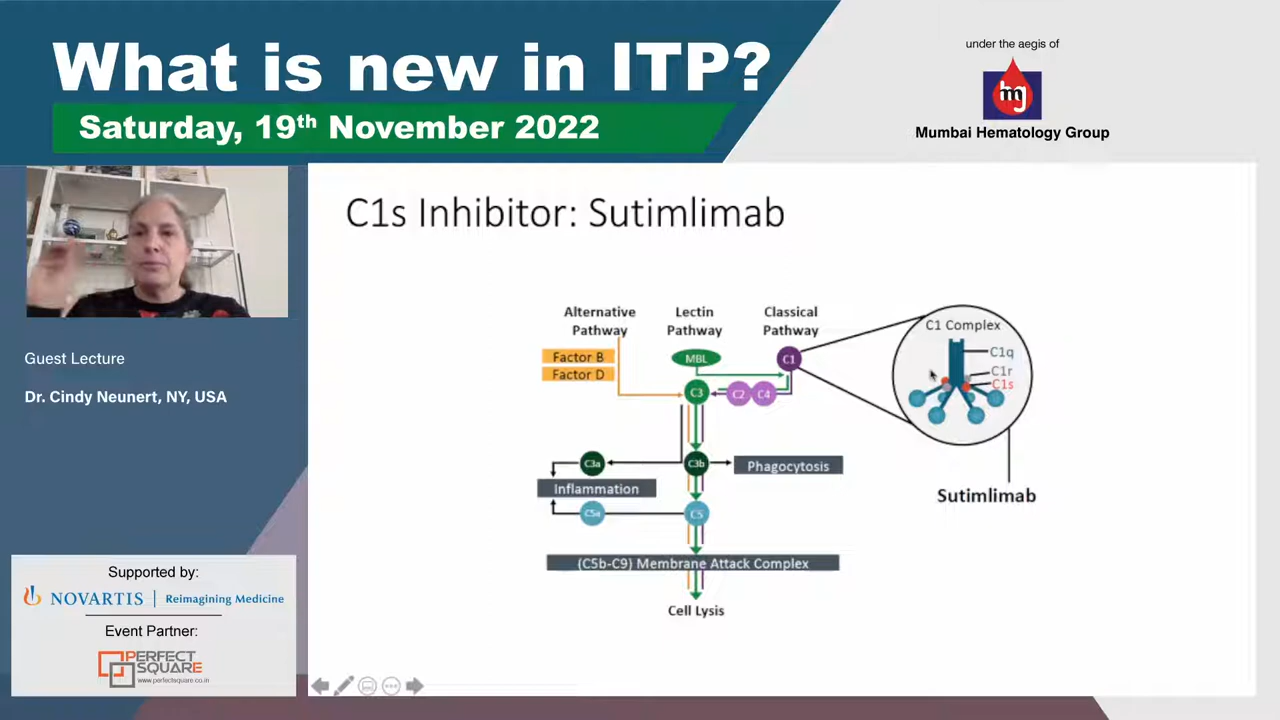 What is new in ITP?
Saturday, 19th November 2022
under the aegis of
mg
Mumbai Hematology Group
Guest Lecture
Dr. Cindy Neunert, NY, USA
Supported by:
NOVARTIS | Reimagining Medicine
Event Partner:
PERFECT
SQUARE
www.perfectsquare.co.in
C1s Inhibitor: Sutimlimab
Alternative
Pathway
Lectin
Pathway
Classical
Pathway
Factor B
Factor D
MBL
C1
C3
C2
C4
C1 Complex
C1q
C1r
C1s
Sutimlimab
C3a
C3b
Phagocytosis
Inflammation
C5a
C5
(C5b-C9) Membrane Attack Complex
Cell Lysis